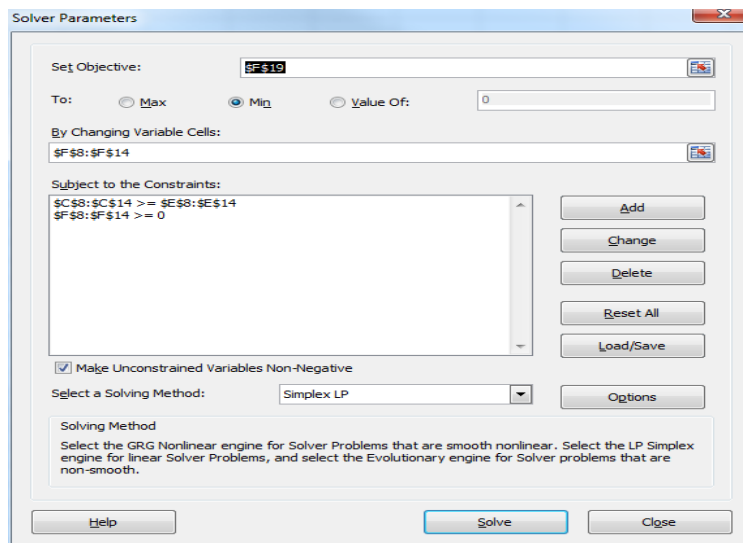 Solver Parameters
Set Objective: $F$19
To: Max Min Value Of: 0
By Changing Variable Cells:
$F$8:$F$14
Subject to the Constraints:
$C$8:$C$14 >= $E$8:$E$14
$F$8:$F$14 >= 0
Add
Change
Delete
Reset All
Load/Save
Make Unconstrained Variables Non-Negative
Select a Solving Method: Simplex LP Options
Solving Method
Select the GRG Nonlinear engine for Solver Problems that are smooth nonlinear. Select the LP Simplex
engine for linear Solver Problems, and select the Evolutionary engine for Solver problems that are
non-smooth.
Help Solve Close